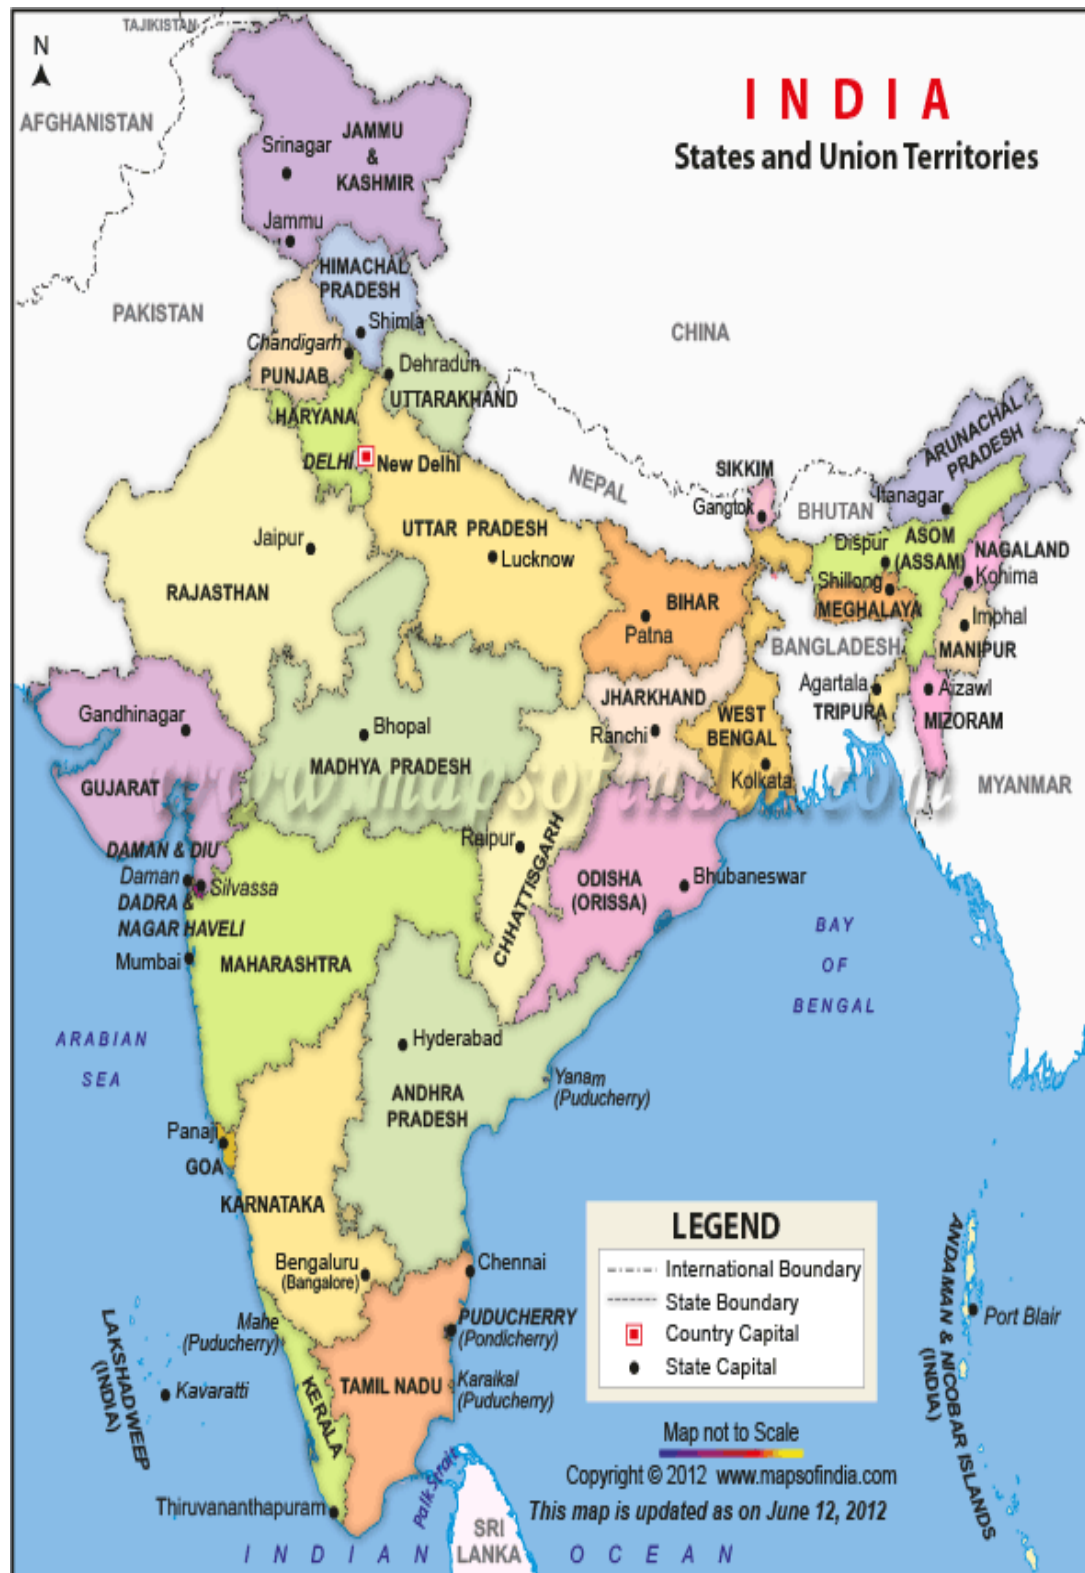 TAJIKISTAN
N
AFGHANISTAN
INDIA
States and Union Territories
JAMMU
&
KASHMIR
Srinagar
Jammu
HIMACHAL
PRADESH
PAKISTAN
Shimla
CHINA
Chandigarh
PUNJAB
Dehradun
UTTARAKHAND
HARYANA
DELHI
New Delhi
ARUNACHAL
PRADESH
SIKKIM
NEPAL
Gangtok
BHUTAN
Itanagar
UTTAR PRADESH
Jaipur
Lucknow
Dispur
ASOM
(ASSAM)
NAGALAND
Shillong
Kohima
RAJASTHAN
BIHAR
MEGHALAYA
Patna
Imphal
BANGLADESH
MANIPUR
Agartala
Aizawl
JHARKHAND
TRIPURA
MIZORAM
Gandhinagar
Bhopal
Ranchi
WEST
BENGAL
MADHYA PRADESH
Kolkata
GUJARAT
MYANMAR
www.mapsofindia.com
Raipur
DAMAN & DIU
Daman
Silvassa
DADRA &
NAGAR HAVELI
CHHATTISGARH
ODISHA
(ORISSA)
Bhubaneswar
Mumbai
MAHARASHTRA
BAY
OF
BENGAL
ARABIAN
SEA
Hyderabad
ANDHRA
PRADESH
Yanam
(Puducherry)
Panaji
GOA
KARNATAKA
Bengaluru
(Bangalore)
Chennai
LEGEND
International Boundary
State Boundary
Country Capital
State Capital
ANDAMAN & NICOBAR ISLANDS
(INDIA)
Port Blair
Mahe
(Puducherry)
PUDUCHERRY
(Pondicherry)
LAKSHADWEEP
(INDIA)
Kavaratti
KERALA
TAMIL NADU
Karaikal
(Puducherry)
Map not to Scale
Copyright © 2012 www.mapsofindia.com
This map is updated as on June 12, 2012
Thiruvananthapuram
Palk Strait
SRI
LANKA
INDIAN OCEAN